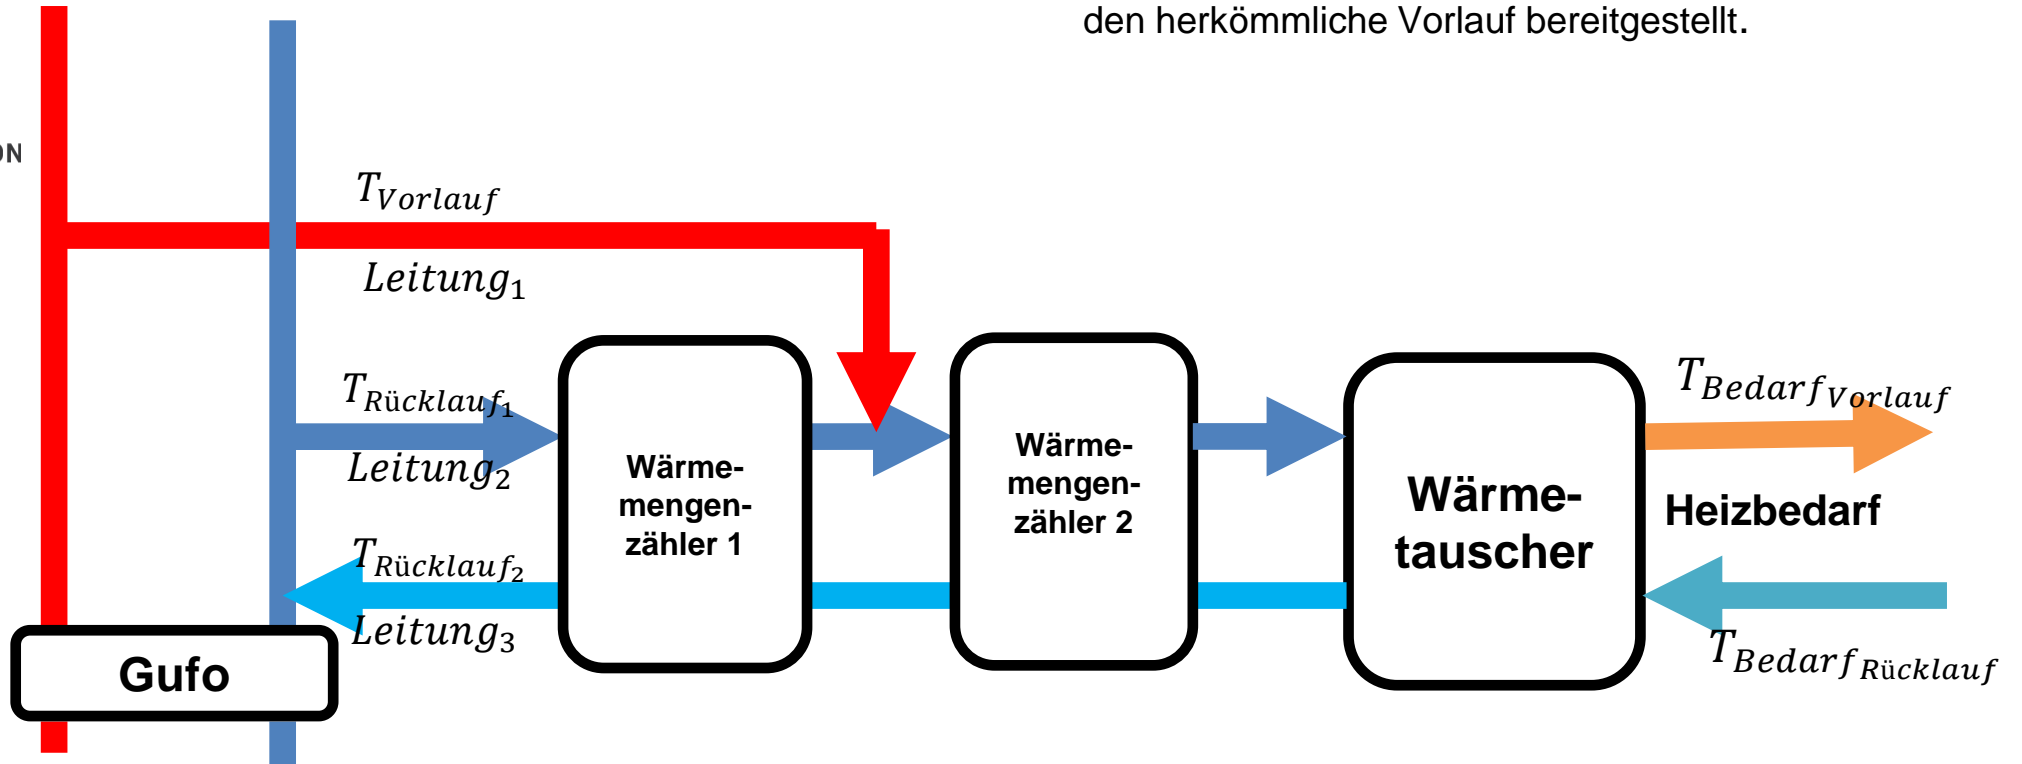 den herkömmliche Vorlauf bereitgestellt.
ON
T_Vorlauf
Leitung_1
T_Rücklauf_1
Leitung_2
T_Rücklauf_2
Leitung_3
Wärme-
mengen-
zähler 1
Wärme-
mengen-
zähler 2
Wärme-
tauscher
T_Bedarf_Vorlauf
Heizbedarf
T_Bedarf_Rücklauf
Gufo